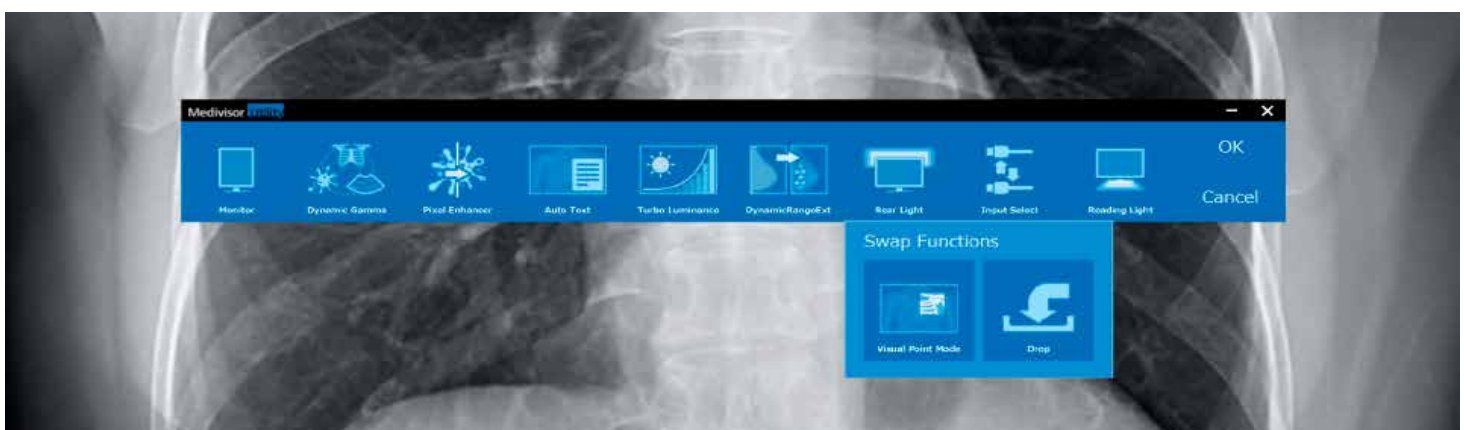 Medivisor Utility
OK
Monitor
Dynamic Gamma
Pixel Enhancer
Auto Text
Turbo Luminance
DynamicRangeExt
Rear Light
Input Select
Reading Light
Cancel
Swap Functions
Visual Point Mode
Drop